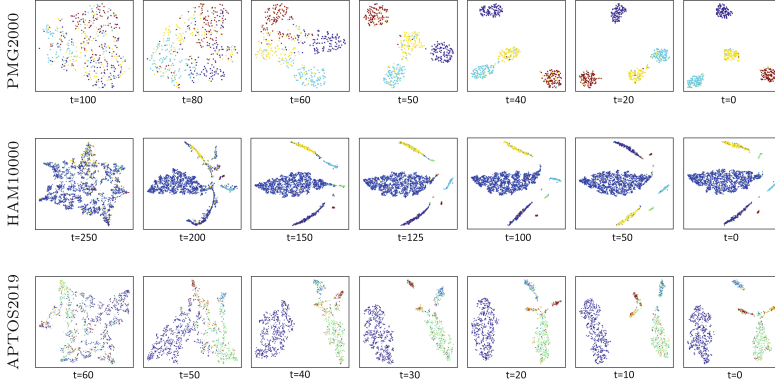 PMG2000
t=100 t=80 t=60 t=50 t=40 t=20 t=0
HAM10000
t=250 t=200 t=150 t=125 t=100 t=50 t=0
APTOS2019
t=60 t=50 t=40 t=30 t=20 t=10 t=0